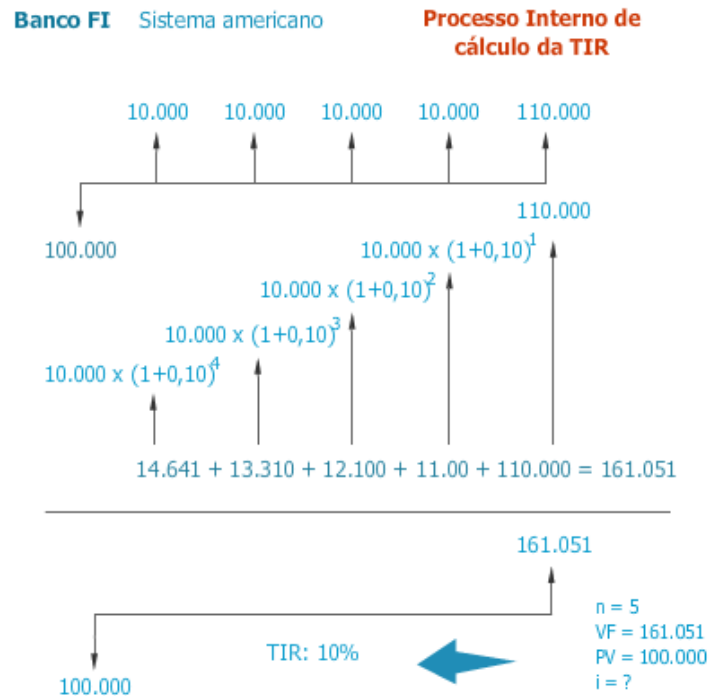 Banco FI Sistema americano
Processo Interno de
cálculo da TIR
10.000 10.000 10.000 10.000 110.000
100.000
110.000
10.000 x (1+0,10)^1
10.000 x (1+0,10)^2
10.000 x (1+0,10)^3
10.000 x (1+0,10)^4
14.641 + 13.310 + 12.100 + 11.00 + 110.000 = 161.051
161.051
100.000
TIR: 10%
n = 5
VF = 161.051
PV = 100.000
i = ?